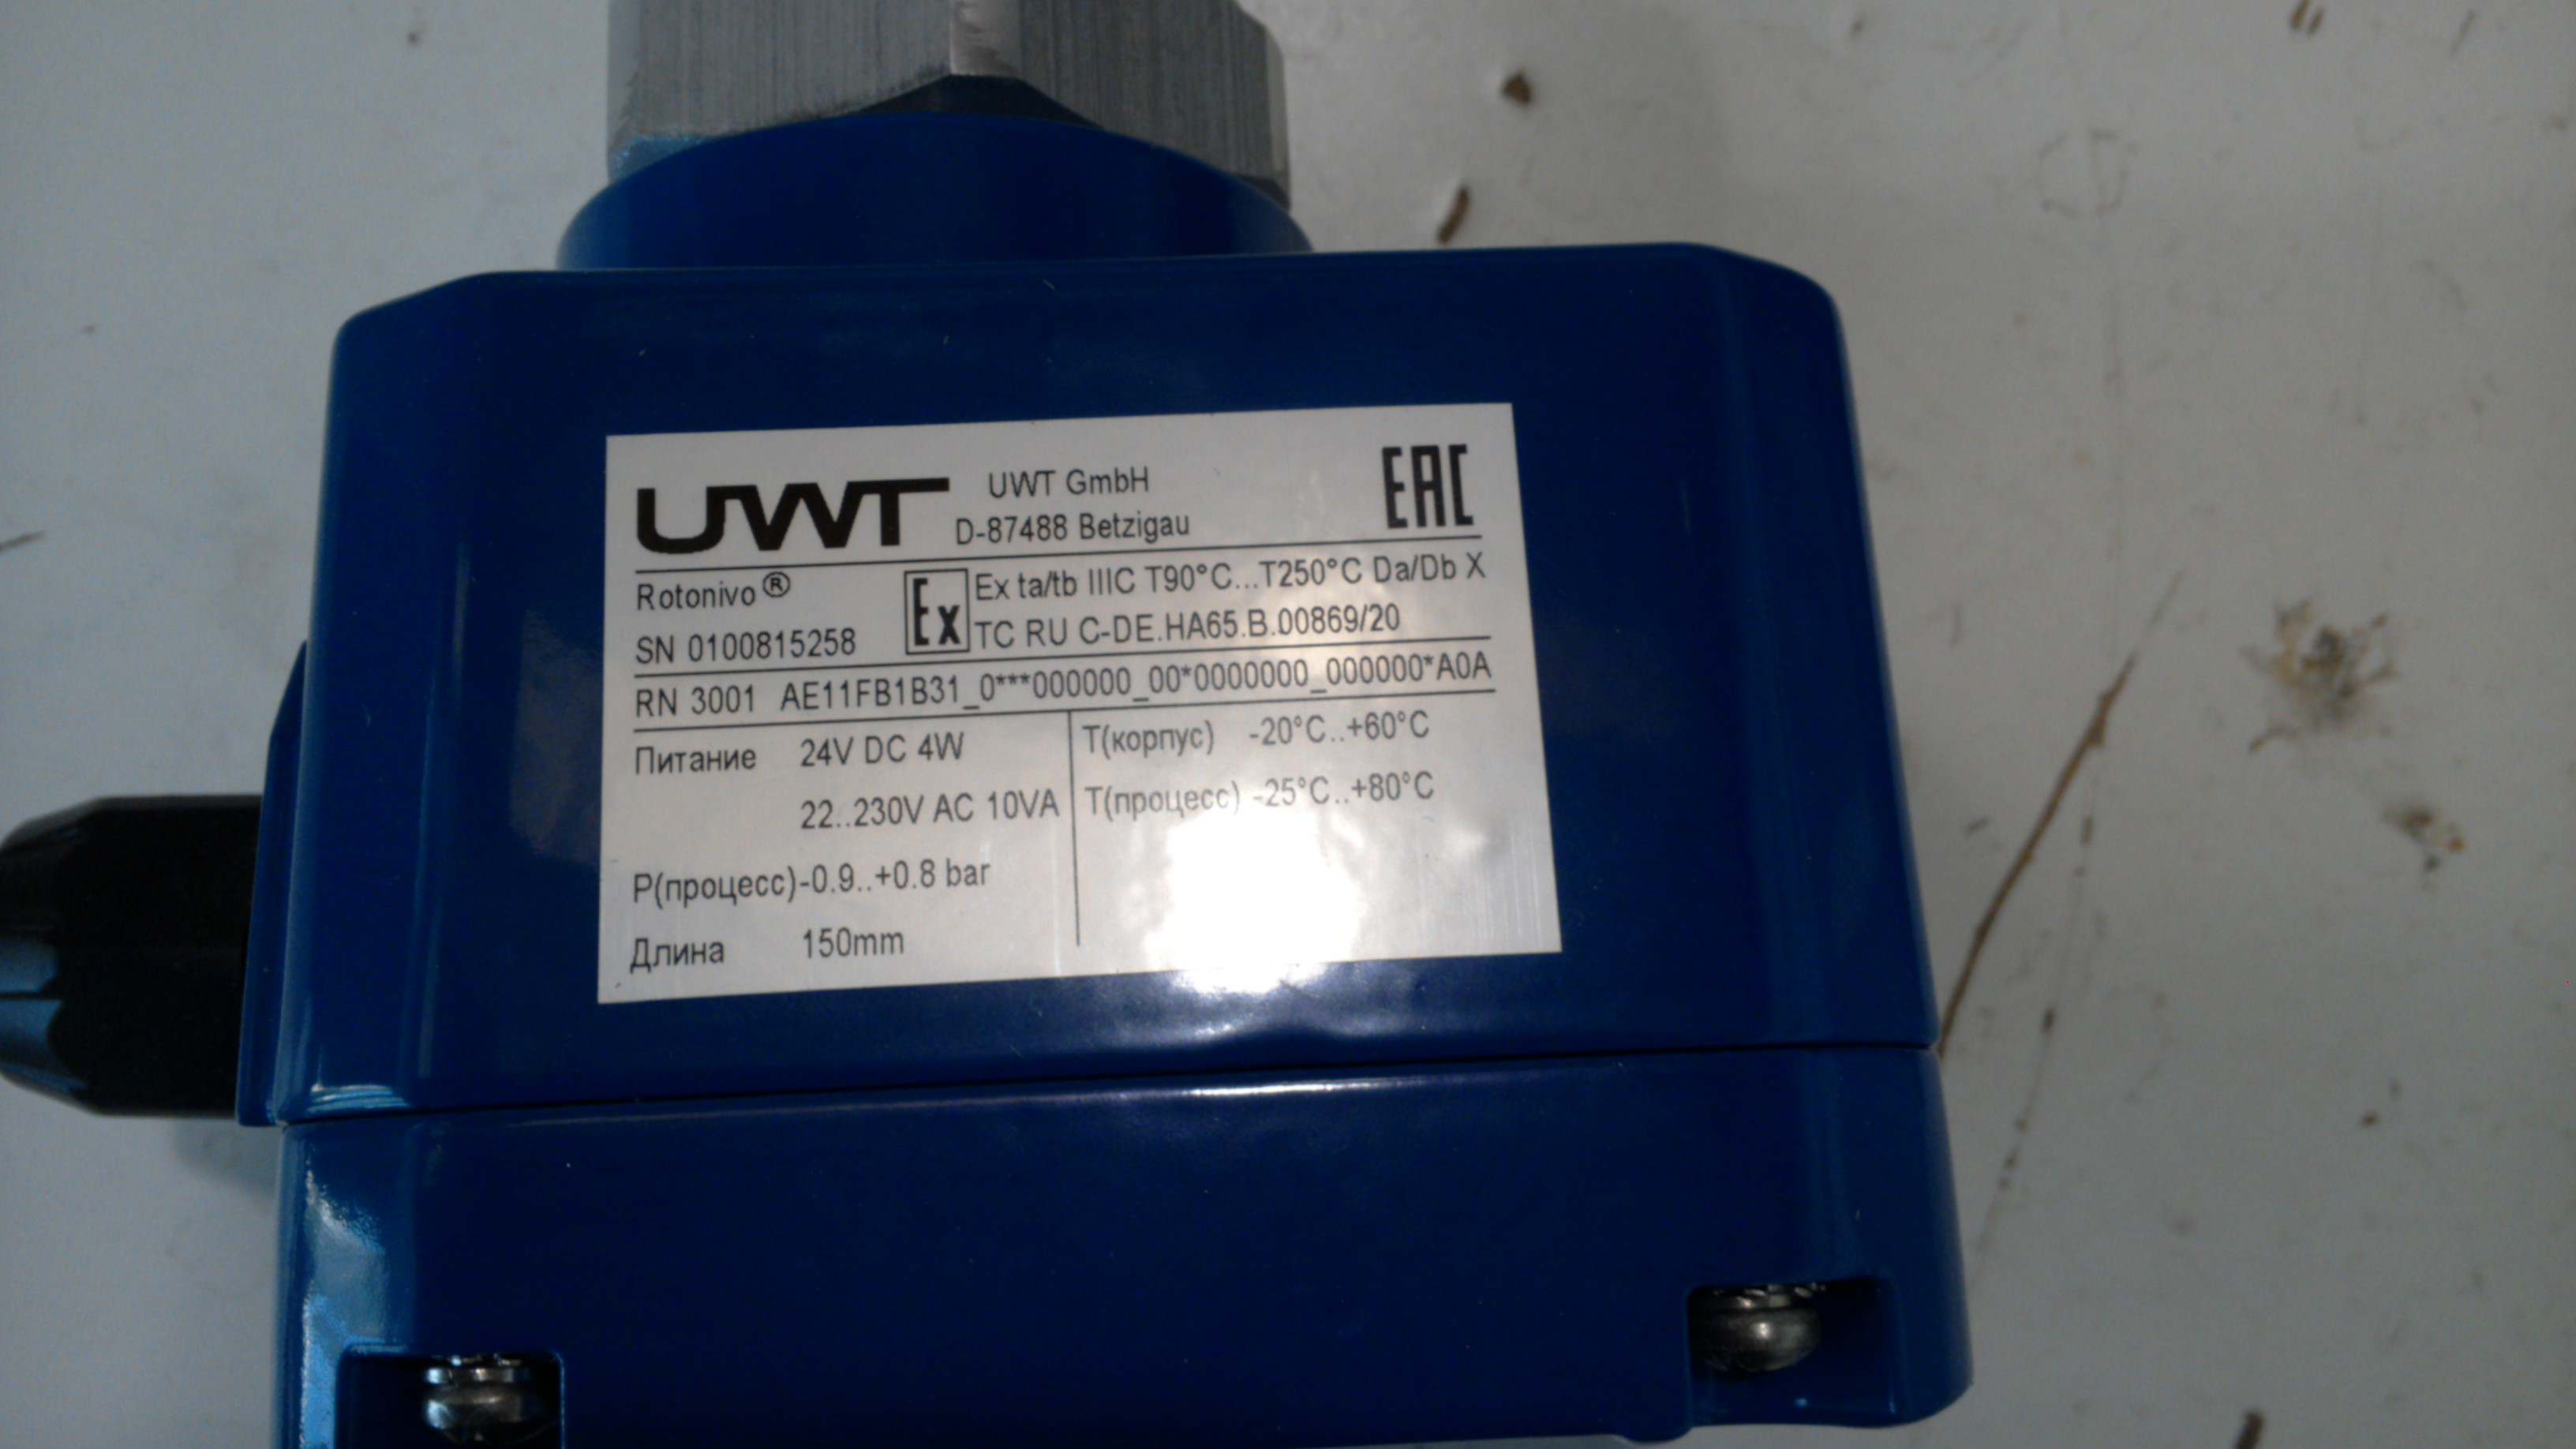 UWT UWT GmbH EAC
D-87488 Betzigau
Rotonivo® Ex Ex ta/tb IIIC T90°C...T250°C Da/Db X
SN 0100815258 TC RU C-DE.HA65.B.00869/20
RN 3001 AE11FB1B31_0***000000_00*0000000_000000*A0A
Питание 24V DC 4W T(корпус) -20°C..+60°C
22..230V AC 10VA T(процесс) -25°C..+80°C
P(процесс)-0.9..+0.8 bar
Длина 150mm